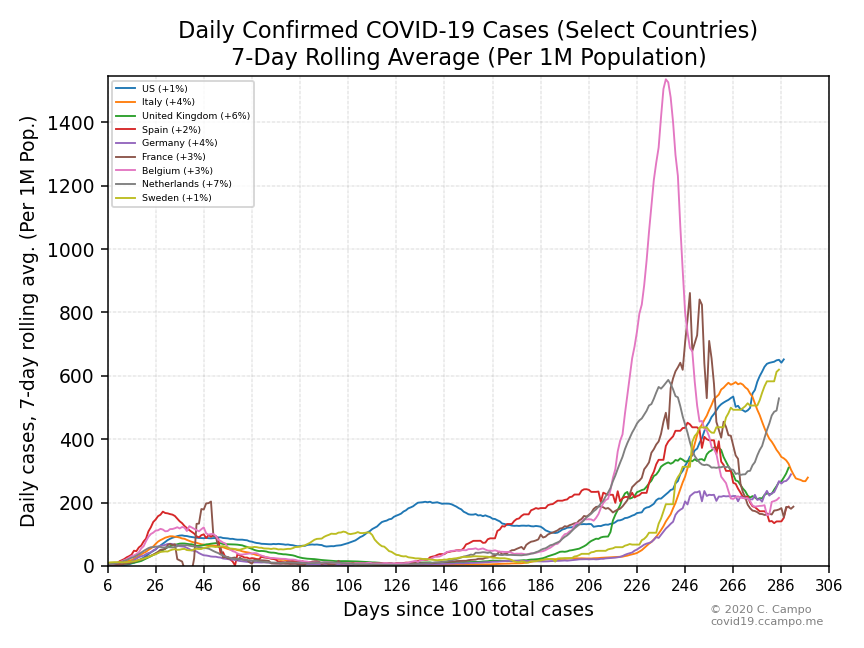 Daily Confirmed COVID-19 Cases (Select Countries)
7-Day Rolling Average (Per 1M Population)
Daily cases, 7-day rolling avg. (Per 1M Pop.)
1400
1200
1000
800
600
400
200
0
US (+1%)
Italy (+4%)
United Kingdom (+6%)
Spain (+2%)
Germany (+4%)
France (+3%)
Belgium (+3%)
Netherlands (+7%)
Sweden (+1%)
6 26 46 66 86 106 126 146 166 186 206 226 246 266 286 306
Days since 100 total cases
© 2020 C. Campo
covid19.ccampo.me